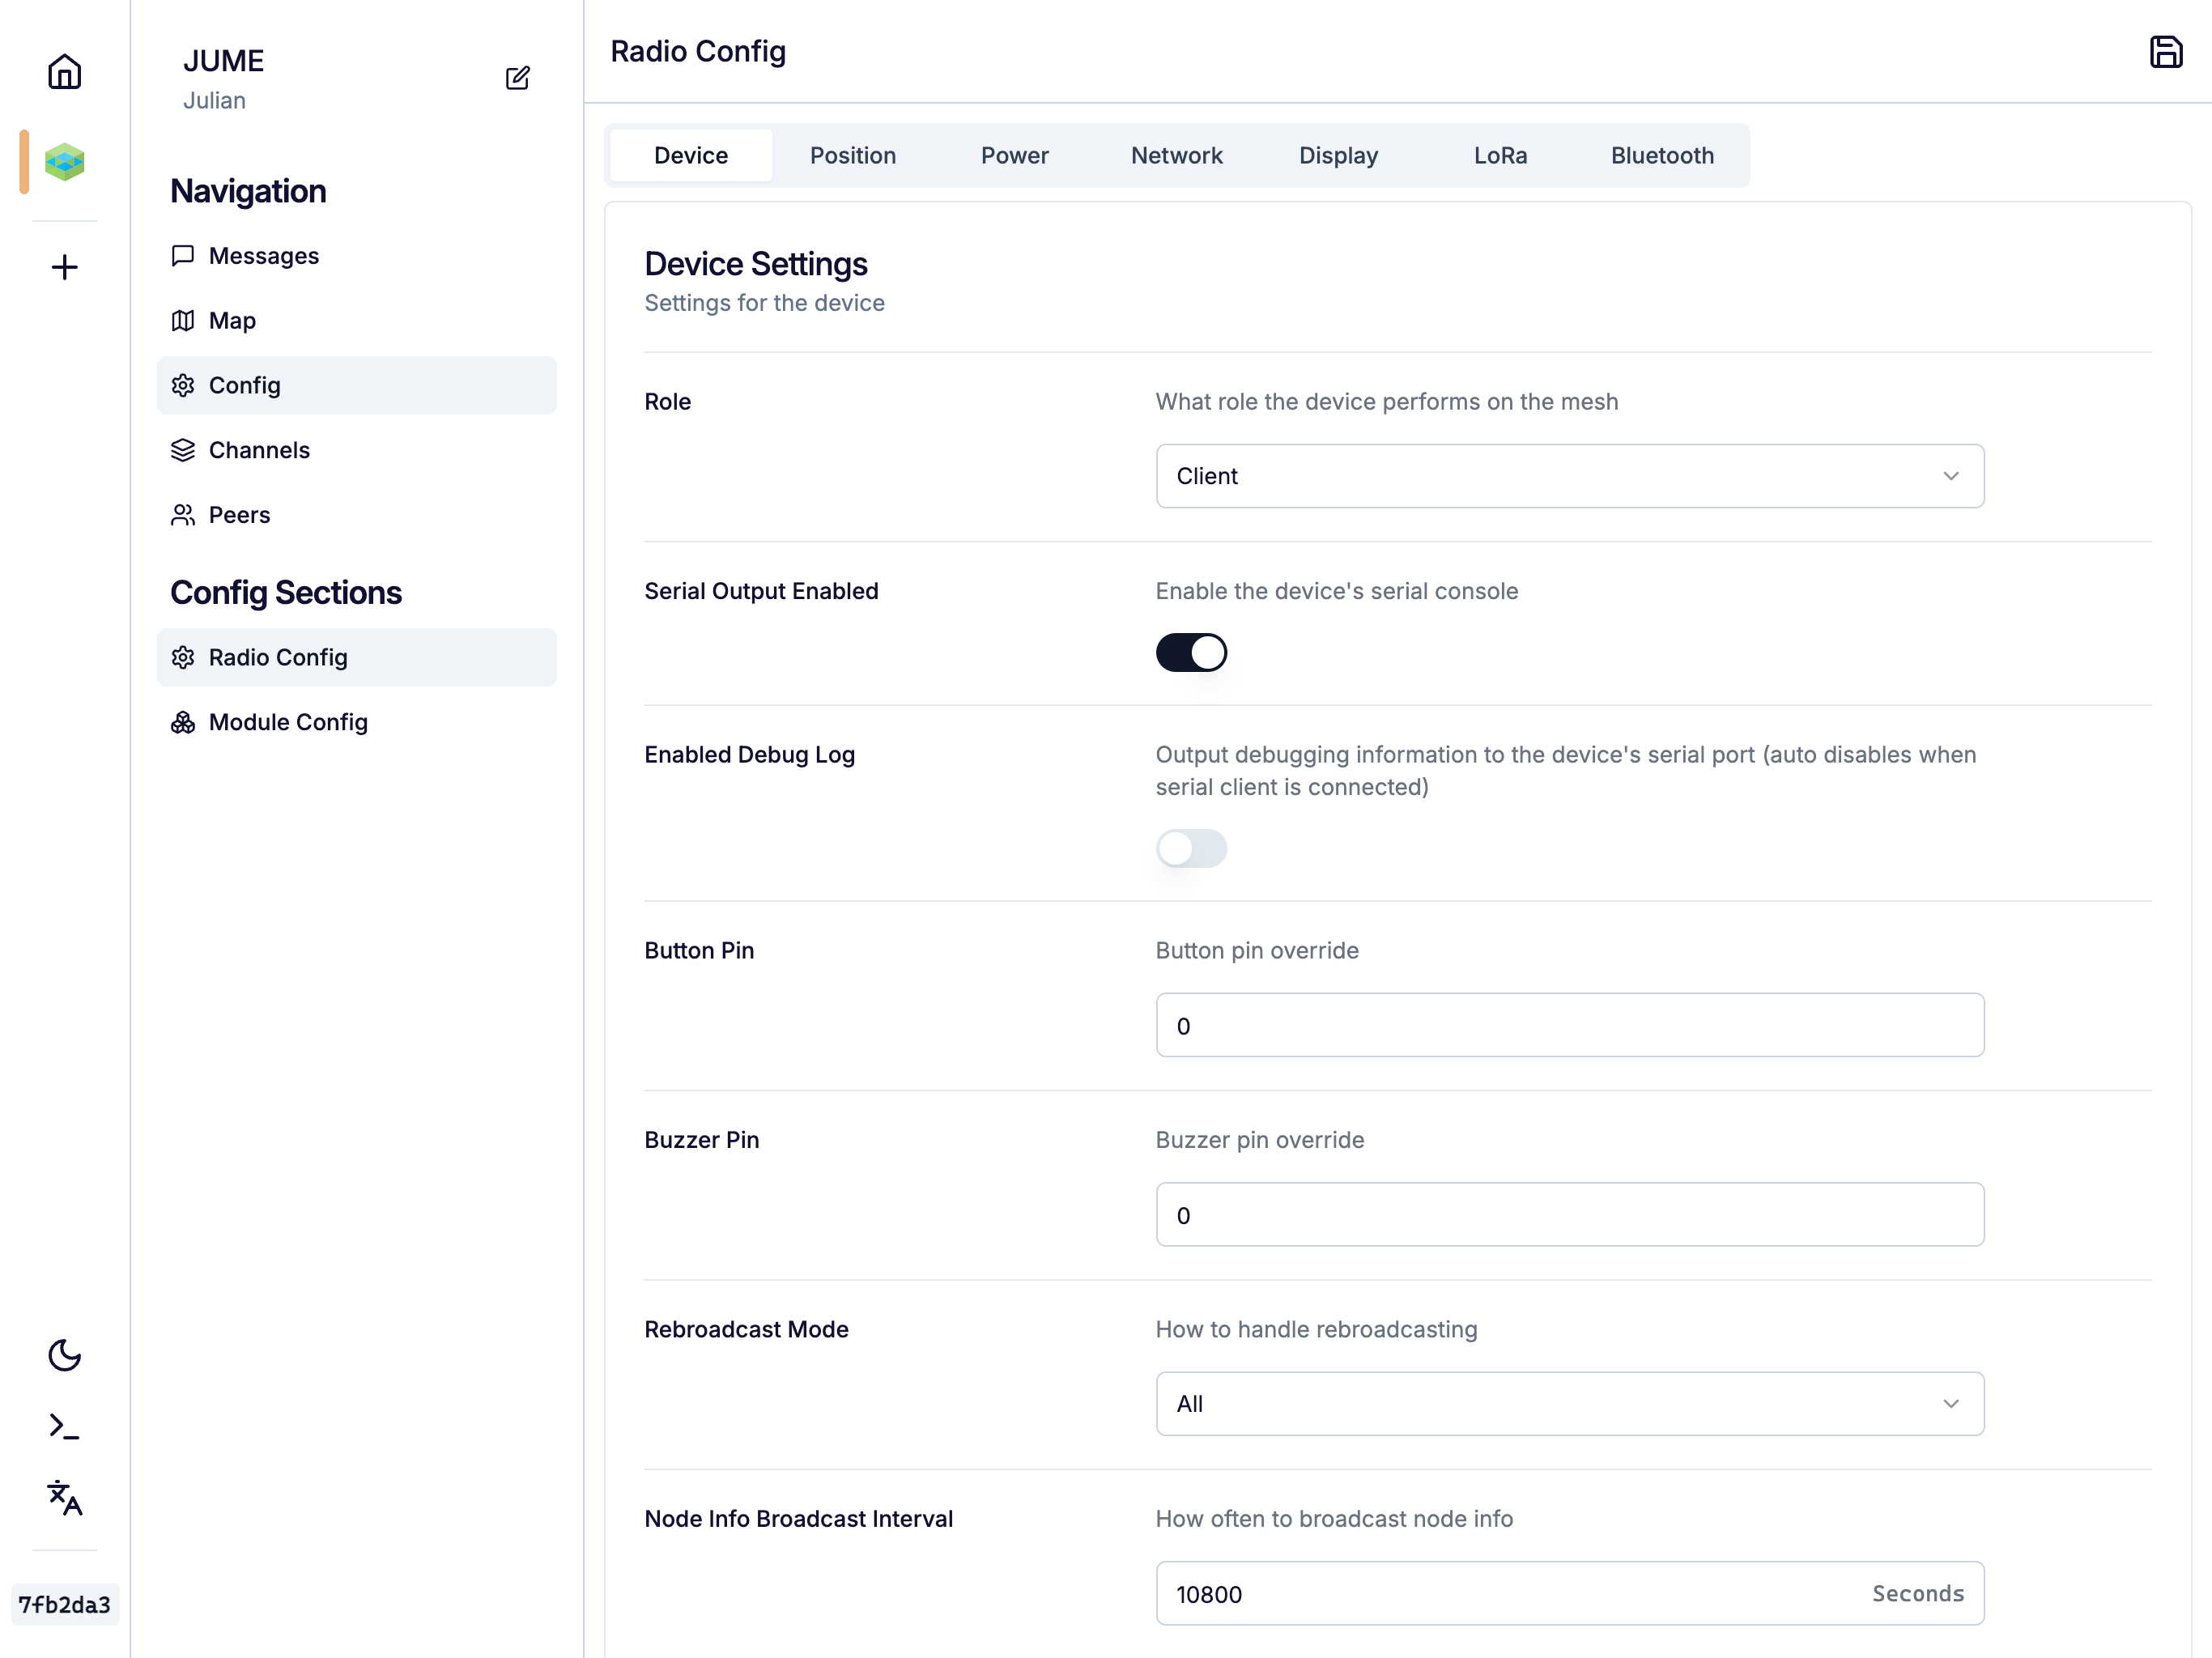 JUME
Julian
Navigation
Messages
Map
Config
Channels
Peers
Config Sections
Radio Config
Module Config
7fb2da3
Radio Config
Device
Position
Power
Network
Display
LoRa
Bluetooth
Device Settings
Settings for the device
Role
What role the device performs on the mesh
Client
Serial Output Enabled
Enable the device's serial console
Enabled Debug Log
Output debugging information to the device's serial port (auto disables when
serial client is connected)
Button Pin
Button pin override
0
Buzzer Pin
Buzzer pin override
0
Rebroadcast Mode
How to handle rebroadcasting
All
Node Info Broadcast Interval
How often to broadcast node info
10800
Seconds